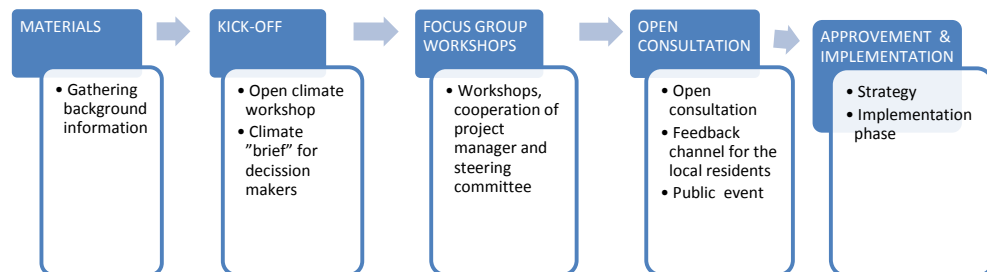 MATERIALS
• Gathering
background
information
KICK-OFF
• Open climate
workshop
• Climate
”brief” for
decission
makers
FOCUS GROUP
WORKSHOPS
• Workshops,
cooperation of
project
manager and
steering
committee
OPEN
CONSULTATION
• Open
consultation
• Feedback
channel for the
local residents
• Public event
APPROVEMENT &
IMPLEMENTATION
• Strategy
• Implementation
phase